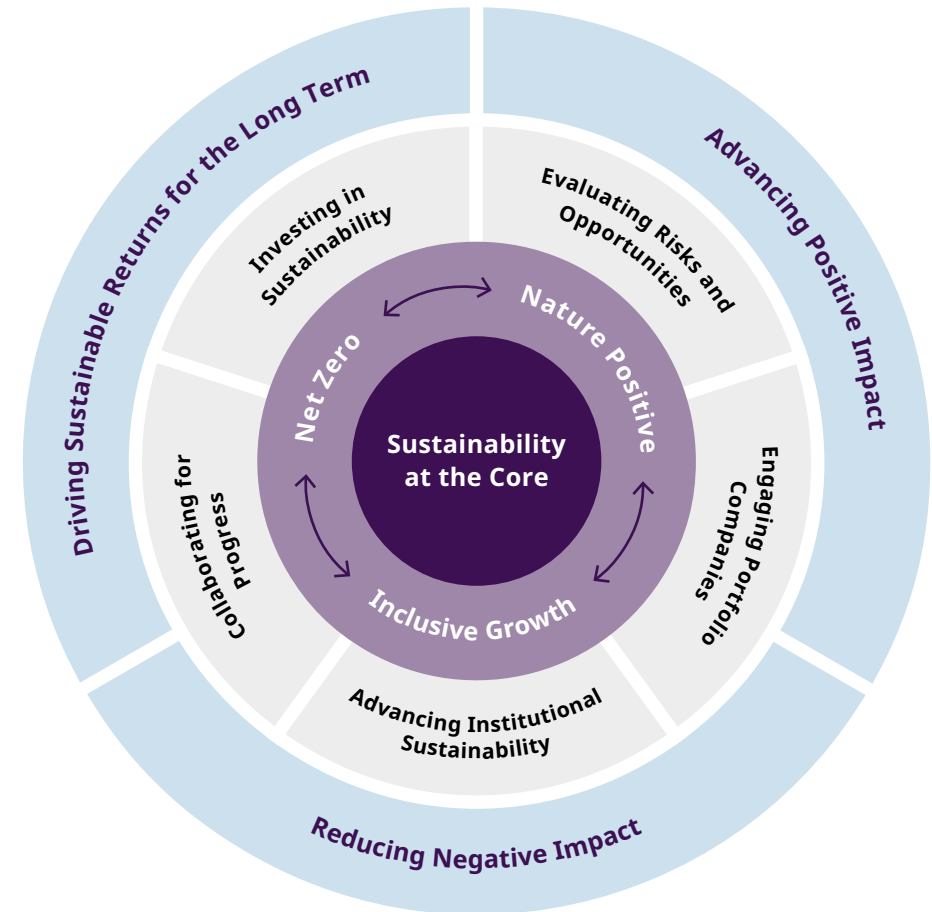 Driving Sustainable Returns for the Long Term
Advancing Positive Impact
Reducing Negative Impact
Investing in
Sustainability
Evaluating Risks and
Opportunities
Engaging Portfolio
Companies
Advancing Institutional
Sustainability
Collaborating for
Progress
Net Zero
Nature Positive
Inclusive Growth
Sustainability
at the Core